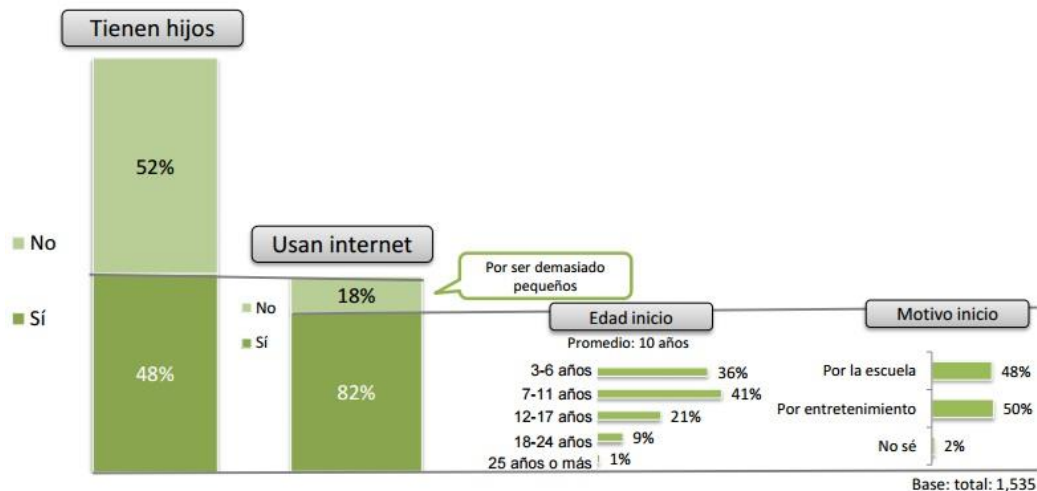 Tienen hijos
52%
No
Sí
48%
Usan internet
18%
No
Sí
82%
Por ser demasiado
pequeños
Edad inicio
Promedio: 10 años
3-6 años 36%
7-11 años 41%
12-17 años 21%
18-24 años 9%
25 años o más 1%
Motivo inicio
Por la escuela 48%
Por entretenimiento 50%
No sé 2%
Base: total: 1,535